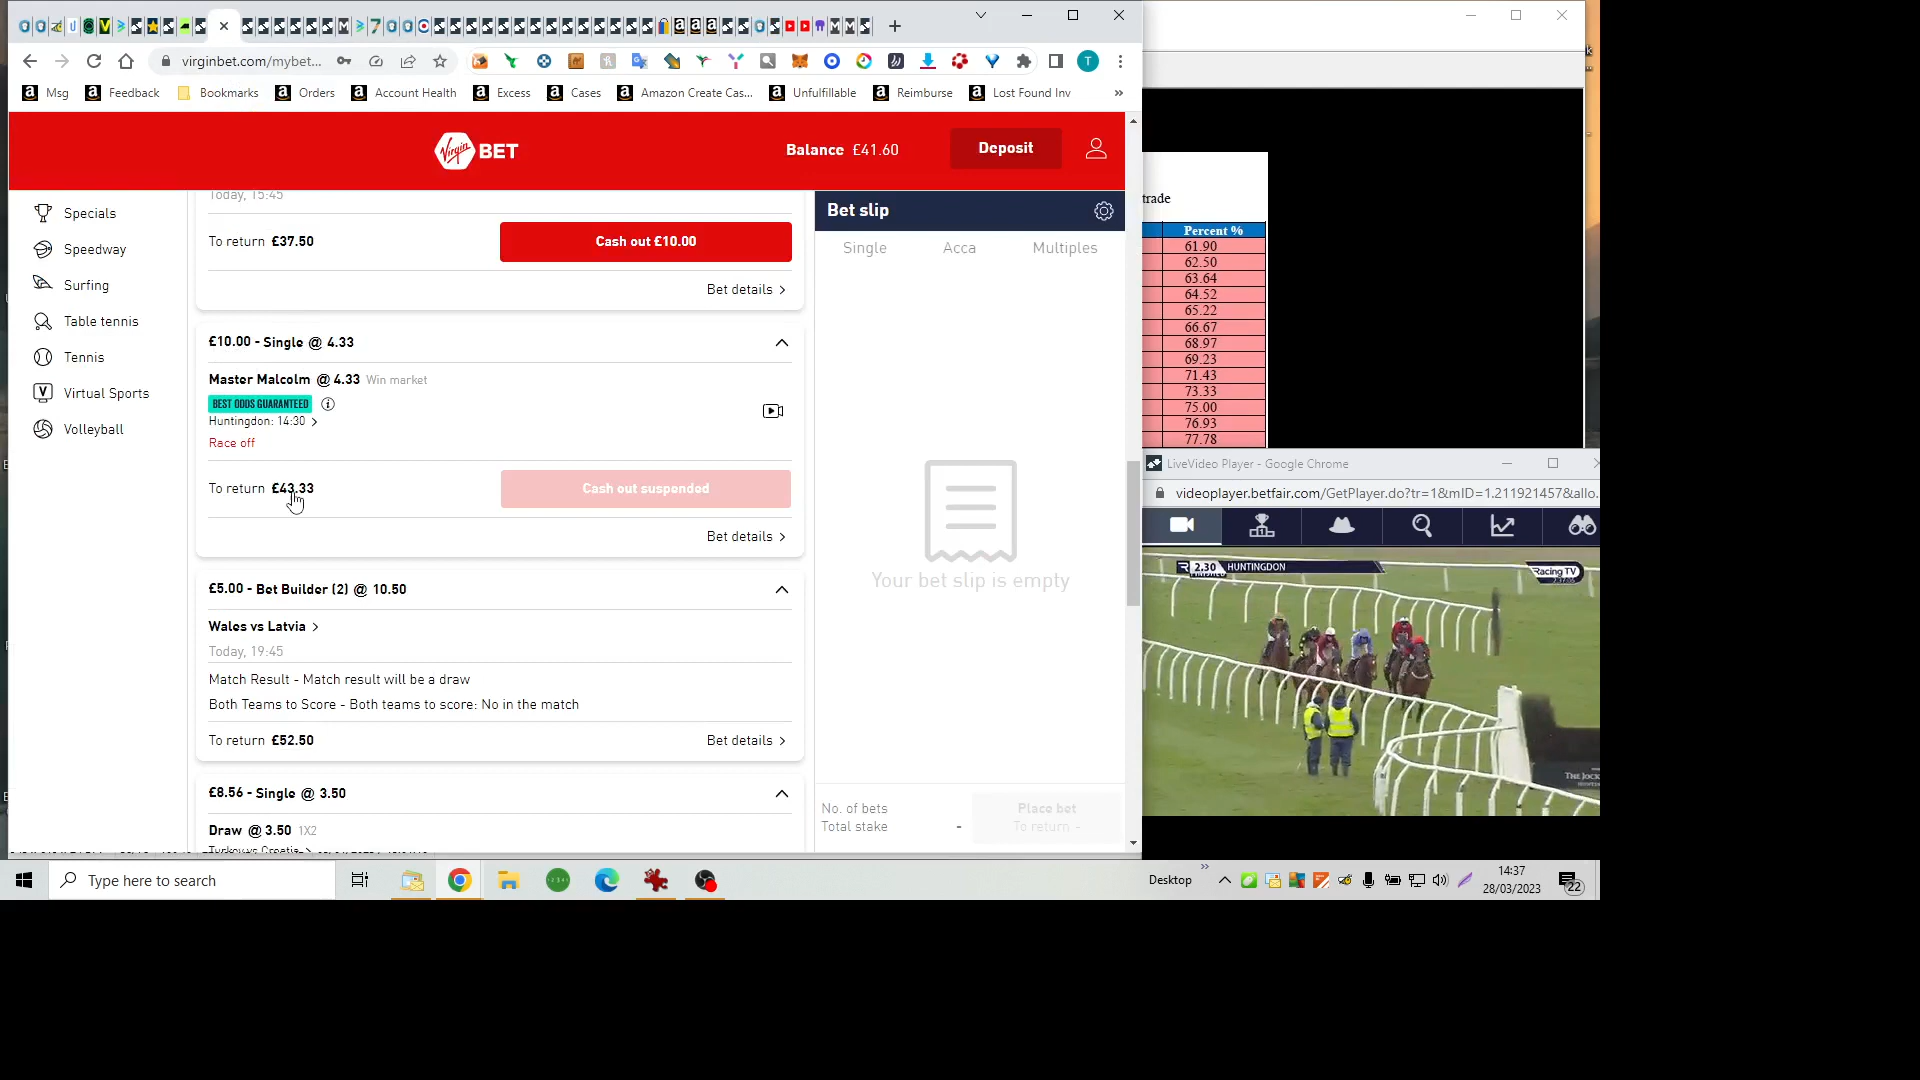 virginbet.com/mybet...
T
Msg
Feedback
Bookmarks
Orders
Account Health
Excess
Cases
Amazon Create Cas...
Unfulfillable
Reimburse
Lost Found Inv
»
Virgin BET
Balance £41.60
Deposit
Specials
Speedway
Surfing
Table tennis
Tennis
Virtual Sports
Volleyball
Today, 15:45
To return £37.50
Cash out £10.00
Bet details >
£10.00 - Single @ 4.33
Master Malcolm @ 4.33 Win market
BEST ODDS GUARANTEED
Huntingdon: 14:30 >
Race off
To return £43.33
Cash out suspended
Bet details >
£5.00 - Bet Builder (2) @ 10.50
Wales vs Latvia >
Today, 19:45
Match Result - Match result will be a draw
Both Teams to Score - Both teams to score: No in the match
To return £52.50
Bet details >
£8.56 - Single @ 3.50
Draw @ 3.50 1X2
Turkey vs Croatia >
Bet slip
Single Acca Multiples
Your bet slip is empty
No. of bets
Total stake -
Place bet
To return -
trade
Percent %
61.90
62.50
63.64
64.52
65.22
66.67
68.97
69.23
71.43
73.33
75.00
76.93
77.78
LiveVideo Player - Google Chrome
videoplayer.betfair.com/GetPlayer.do?tr=1&mID=1.211921457&allo...
R 2.30 HUNTINGDON
Racing TV
THE JOCK
Type here to search
Desktop
»
14:37
28/03/2023
22